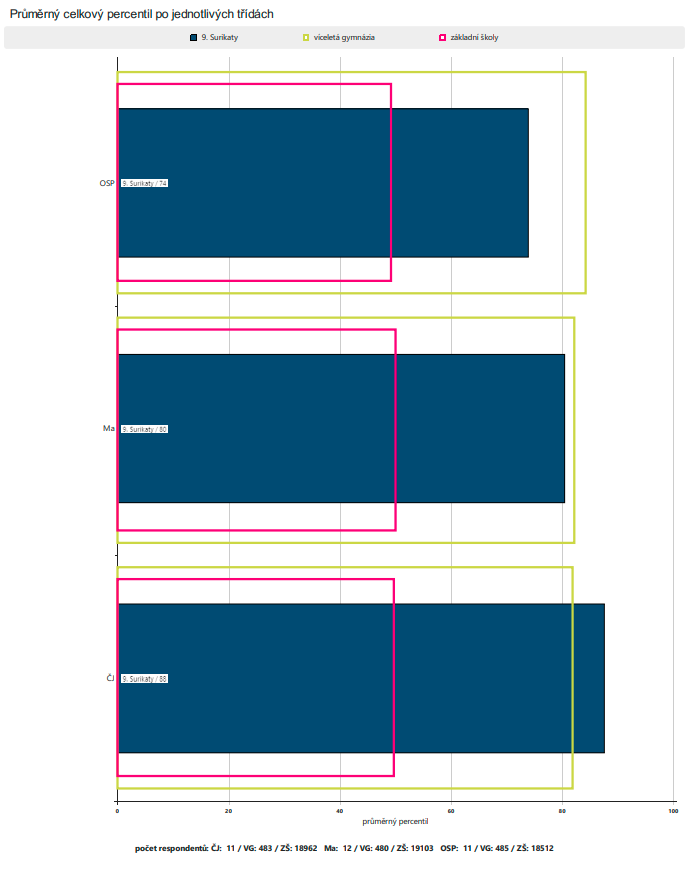 Průměrný celkový percentil po jednotlivých třídách
9. Surikaty víceletá gymnázia základní školy
OSP 9. Surikaty / 74
Ma 9. Surikaty / 80
ČJ 9. Surikaty / 88
0 20 40 60 80 100
průměrný percentil
počet respondentů: ČJ: 11 / VG: 483 / ZŠ: 18962 Ma: 12 / VG: 480 / ZŠ: 19103 OSP: 11 / VG: 485 / ZŠ: 18512